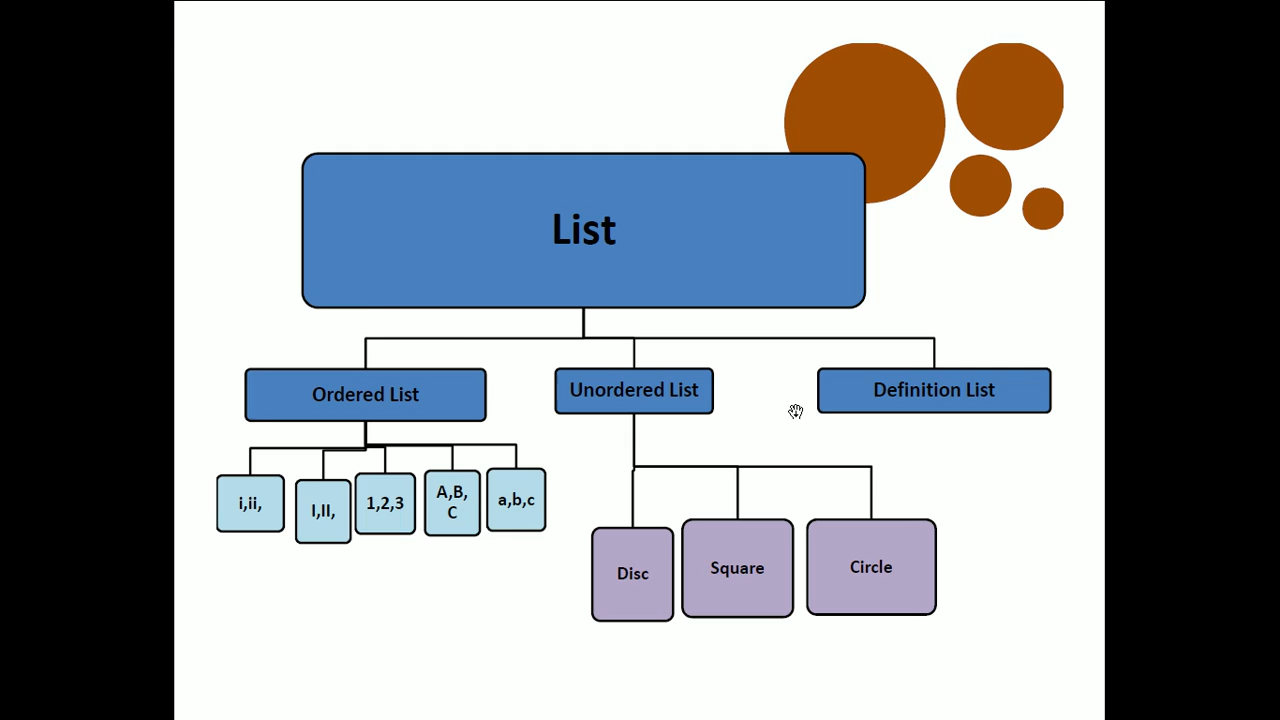 List
Ordered List
Unordered List
Definition List
i,ii,
I,II,
1,2,3
A,B,
C
a,b,c
Disc
Square
Circle